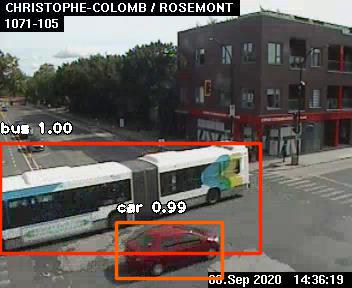 CHRISTOPHE-COLOMB / ROSEMONT
1071-105
bus 1.00
car 0.99
08.Sep 2020 14:36:19